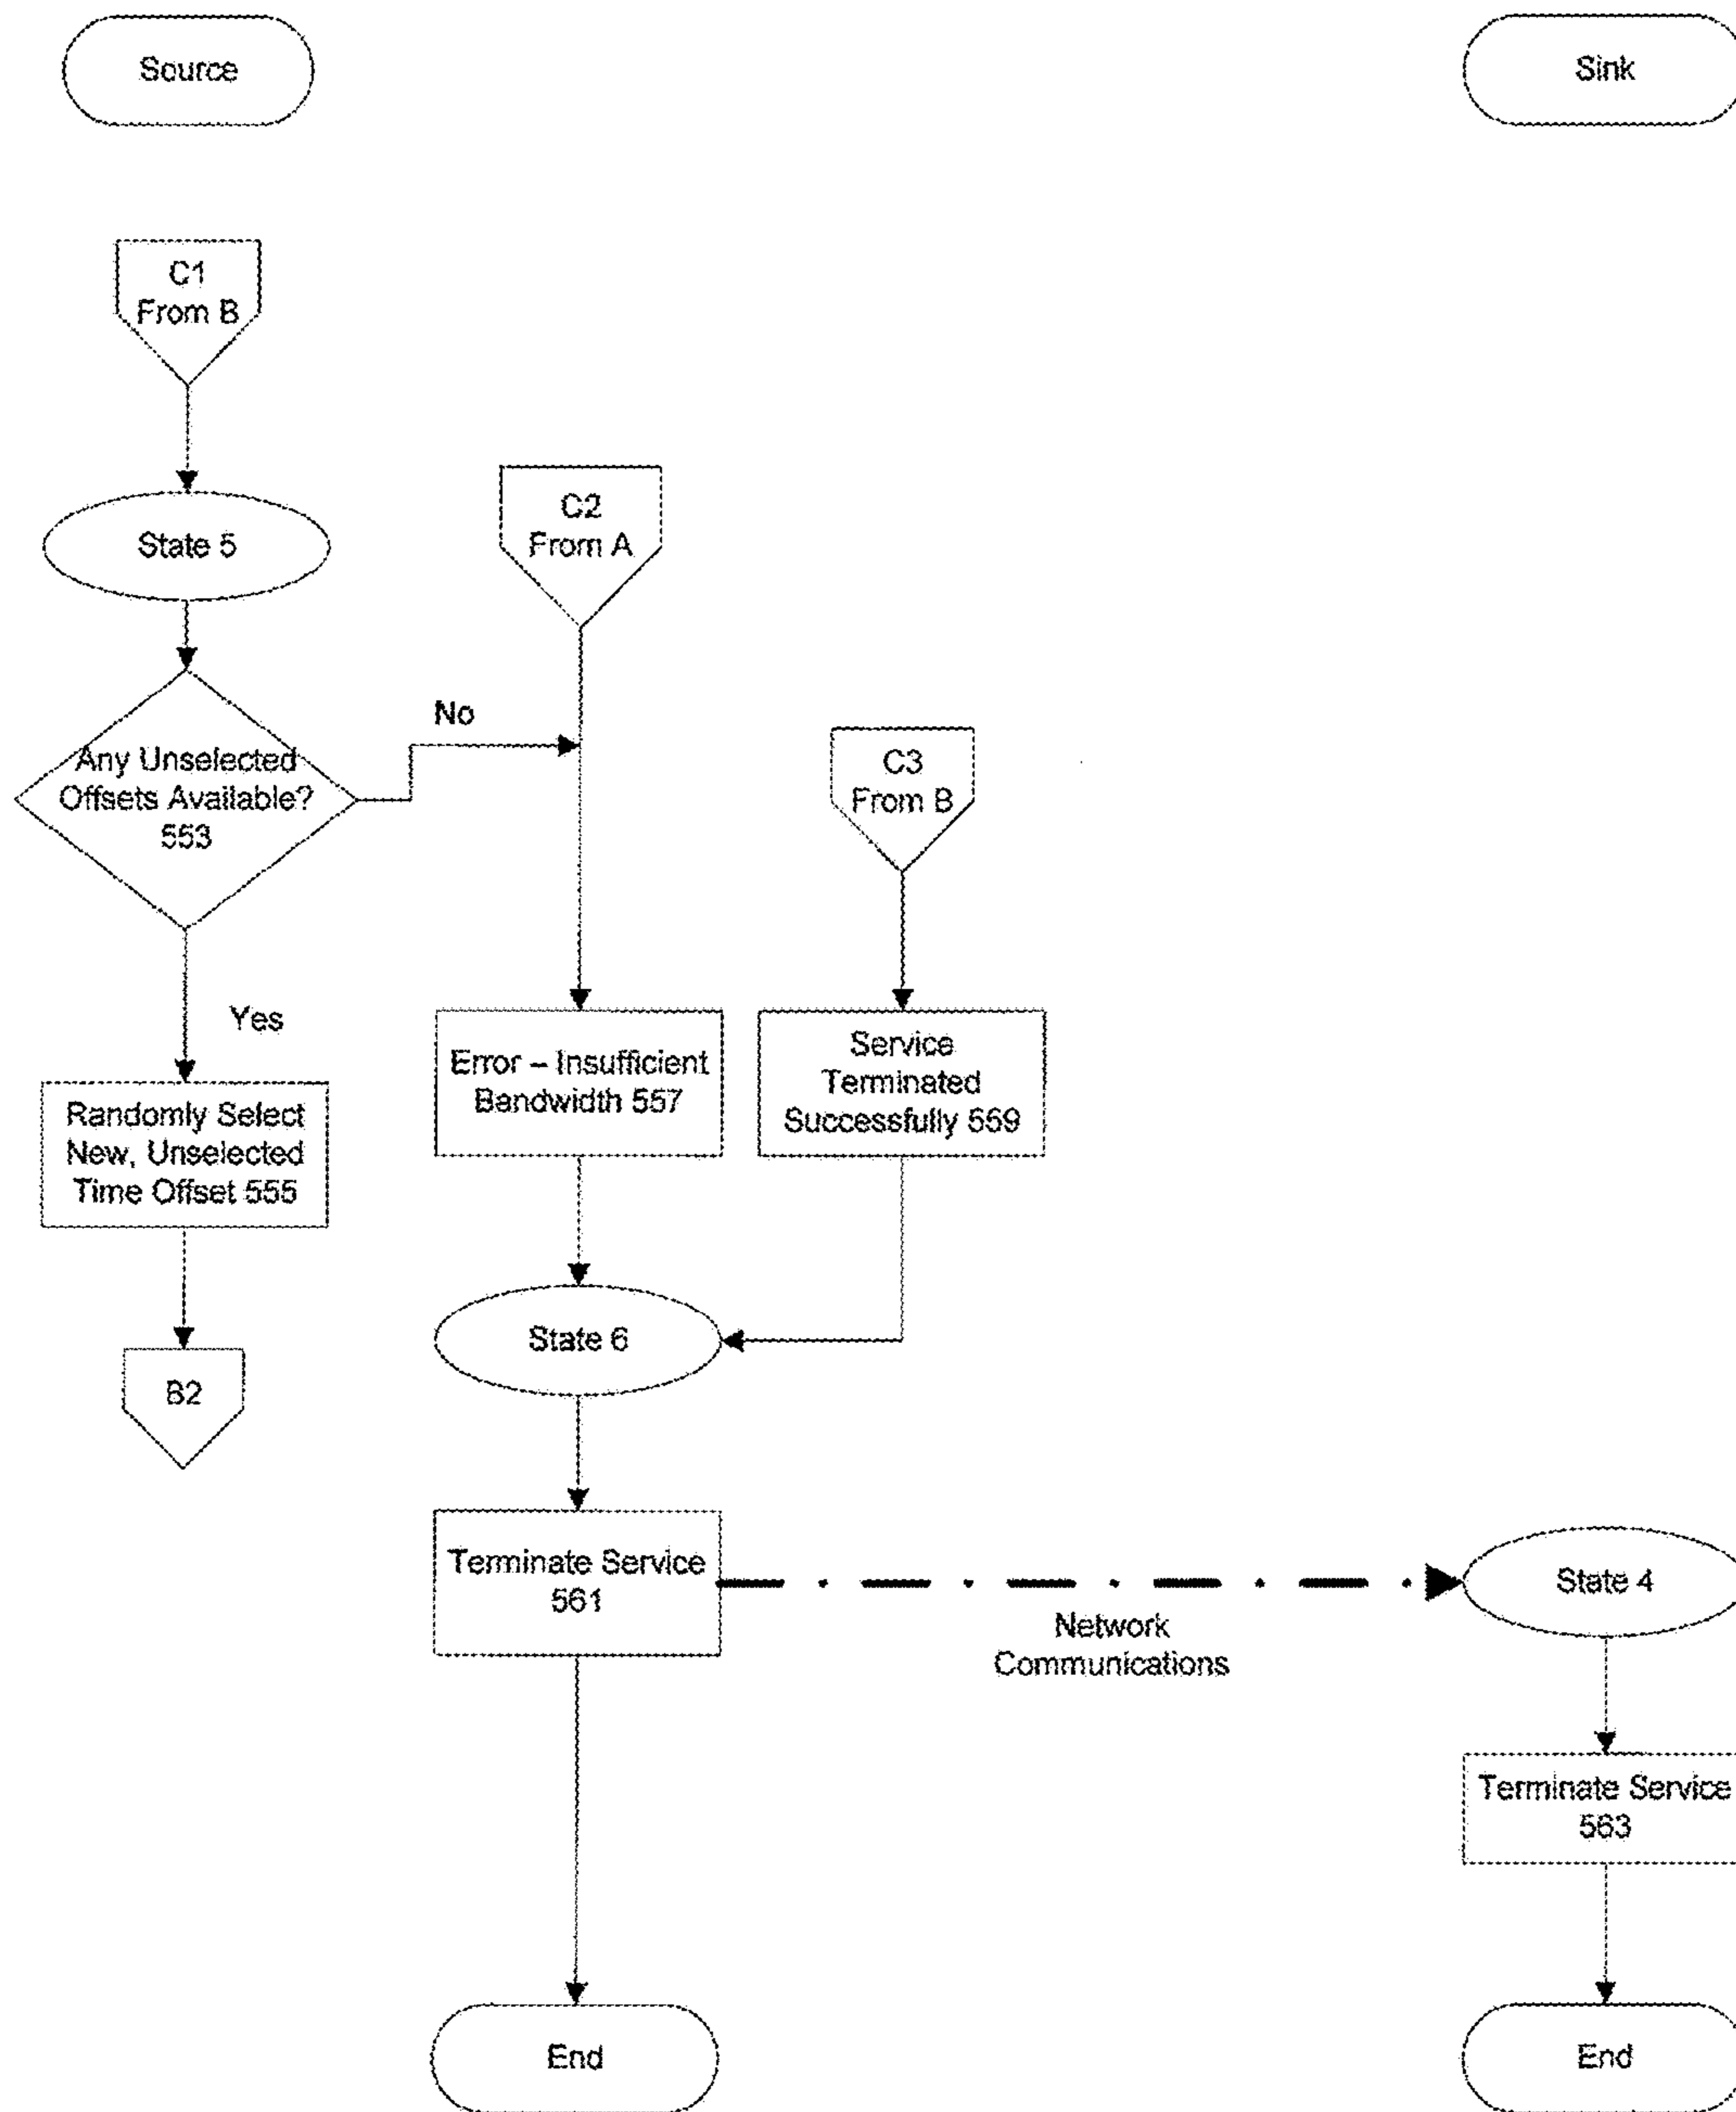 Source
Sink
C1
From B
State 5
C2
From A
No
Any Unselected
Offsets Available?
553
C3
From B
Yes
Error – Insufficient
Bandwidth 557
Service
Terminated
Successfully 559
Randomly Select
New, Unselected
Time Offset 555
State 6
B2
Terminate Service
561
Network
Communications
State 4
Terminate Service
563
End
End